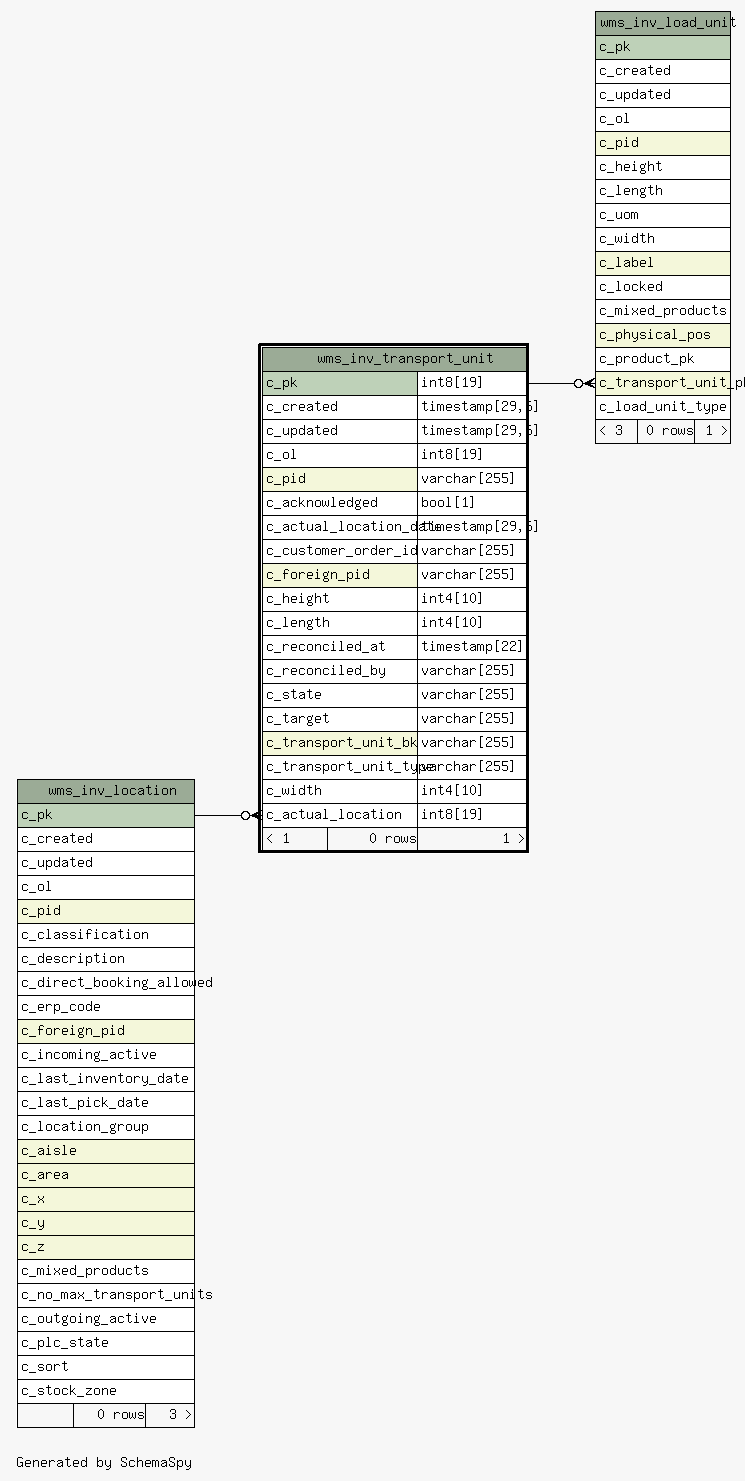 wms_inv_load_unit
c_pk
c_created
c_updated
c_ol
c_pid
c_height
c_length
c_uom
c_width
c_label
c_locked
c_mixed_products
c_physical_pos
c_product_pk
c_load_unit_type
< 3 0 rows 1 >
wms_inv_transport_unit
c_pk int8[19]
c_created timestamp[29,6]
c_updated timestamp[29,6]
c_ol int8[19]
c_pid varchar[255]
c_acknowledged bool[1]
c_actual_location_date timestamp[29,6]
c_customer_order_id varchar[255]
c_foreign_pid varchar[255]
c_height int4[10]
c_length int4[10]
c_reconciled_at timestamp[22]
c_reconciled_by varchar[255]
c_state varchar[255]
c_target varchar[255]
c_transport_unit_bk varchar[255]
c_transport_unit_type varchar[255]
c_width int4[10]
c_actual_location int8[19]
< 1 0 rows 1 >
wms_inv_location
c_pk
c_created
c_updated
c_ol
c_pid
c_classification
c_description
c_direct_booking_allowed
c_erp_code
c_foreign_pid
c_incoming_active
c_last_inventory_date
c_last_pick_date
c_location_group
c_aisle
c_area
c_x
c_y
c_z
c_mixed_products
c_no_max_transport_units
c_outgoing_active
c_plc_state
c_sort
c_stock_zone
0 rows 3 >
Generated by SchemaSpy